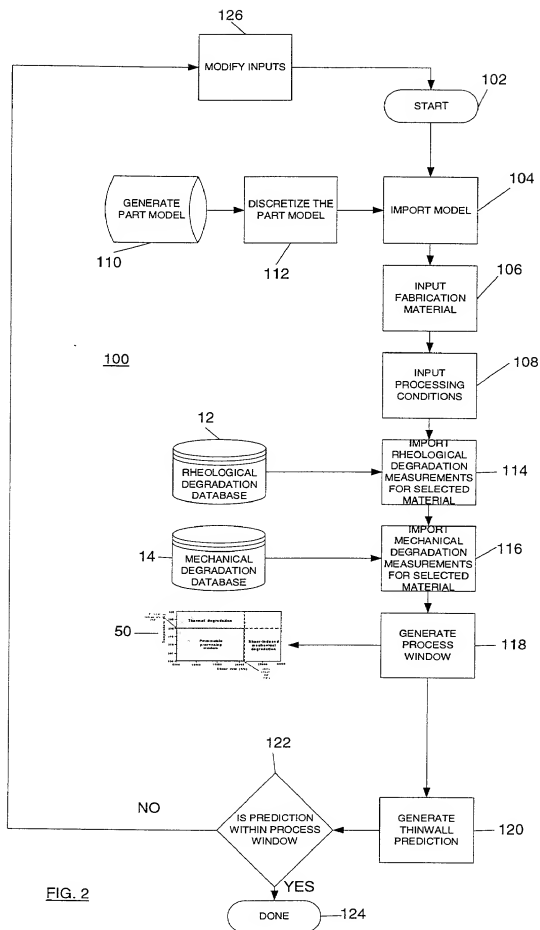 126
MODIFY INPUTS
102
START
GENERATE
PART MODEL
110
DISCRETIZE THE
PART MODEL
112
104
IMPORT MODEL
106
INPUT
FABRICATION
MATERIAL
100
108
INPUT
PROCESSING
CONDITIONS
12
RHEOLOGICAL
DEGRADATION
DATABASE
IMPORT
RHEOLOGICAL
DEGRADATION
MEASUREMENTS
FOR SELECTED
MATERIAL
114
14
MECHANICAL
DEGRADATION
DATABASE
IMPORT
MECHANICAL
DEGRADATION
MEASUREMENTS
FOR SELECTED
MATERIAL
116
50
Thermal degradation
Shear-induced
mechanical
degradation
processing
window
Shear rate
GENERATE
PROCESS
WINDOW
118
122
IS PREDICTION
WITHIN PROCESS
WINDOW
NO
GENERATE
THINWALL
PREDICTION
120
YES
FIG. 2
DONE
124